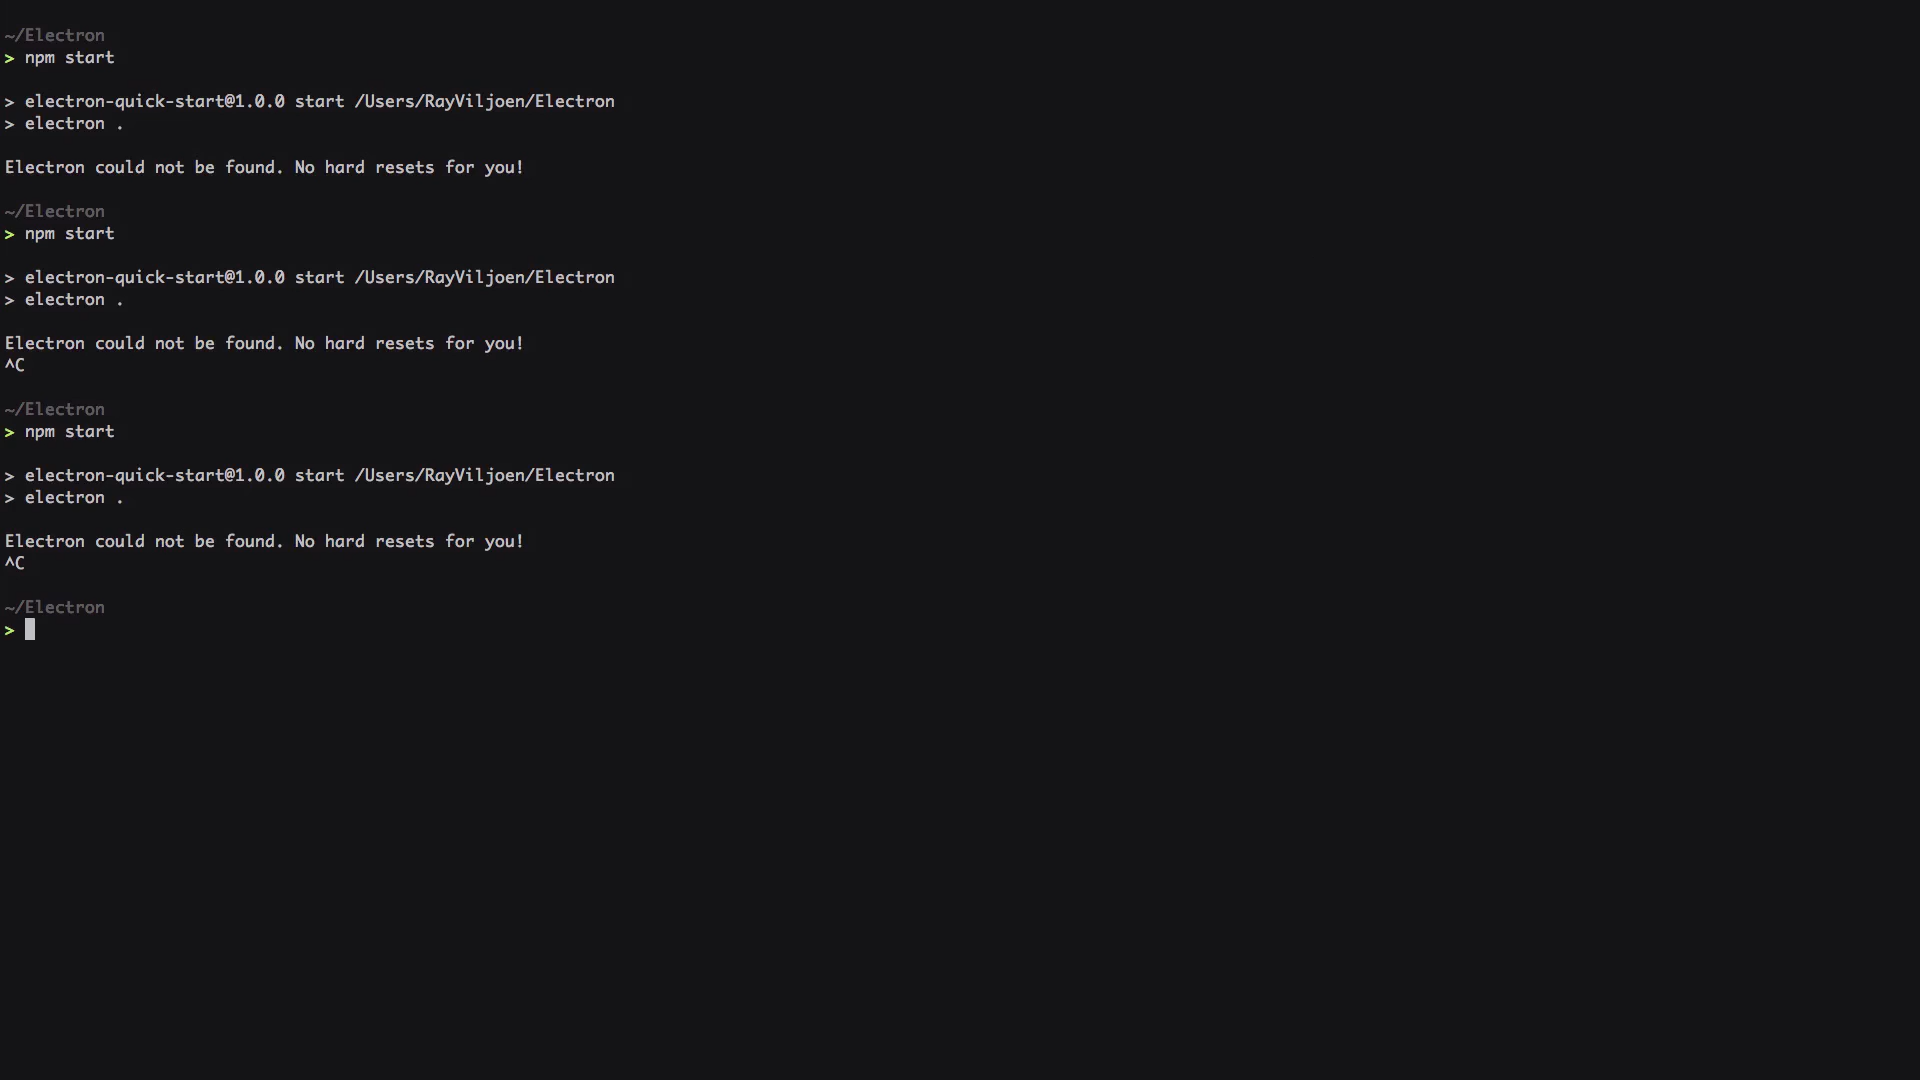 ~/Electron
> npm start
> electron-quick-start@1.0.0 start /Users/RayViljoen/Electron
> electron .
Electron could not be found. No hard resets for you!
~/Electron
> npm start
> electron-quick-start@1.0.0 start /Users/RayViljoen/Electron
> electron .
Electron could not be found. No hard resets for you!
^C
~/Electron
> npm start
> electron-quick-start@1.0.0 start /Users/RayViljoen/Electron
> electron .
Electron could not be found. No hard resets for you!
^C
~/Electron
>